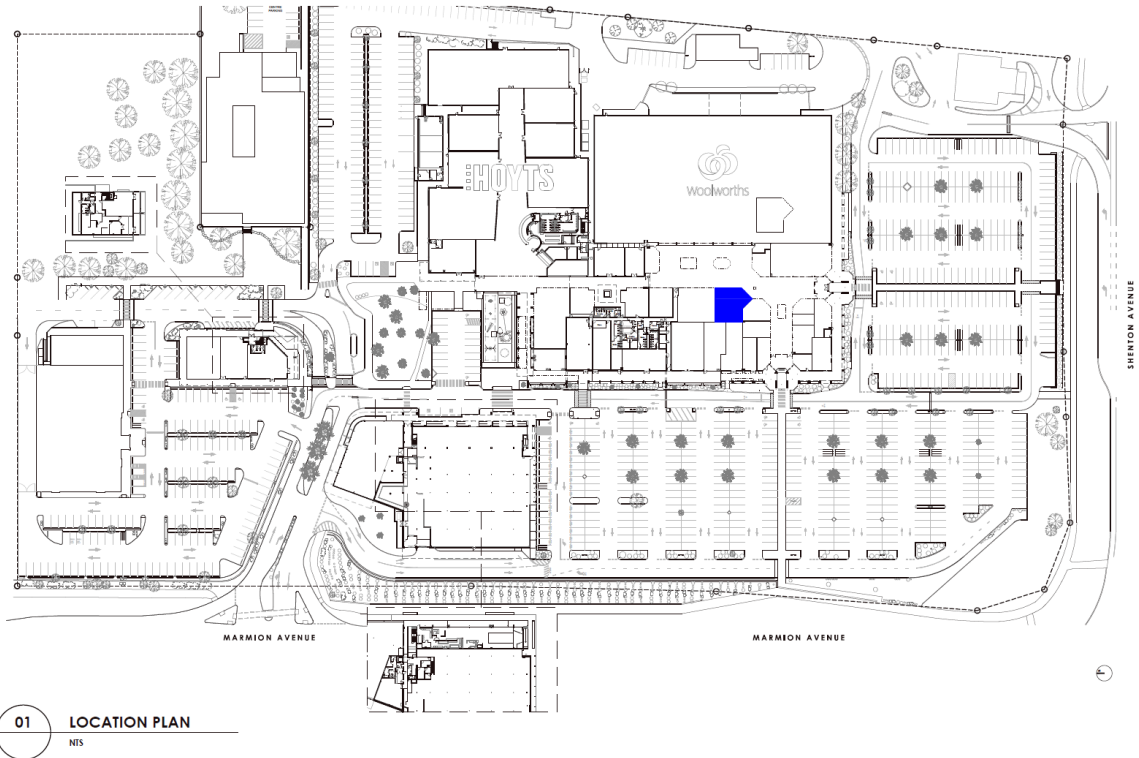 HOYTS
woolworths
SHENTON AVENUE
MARMION AVENUE
MARMION AVENUE
01
LOCATION PLAN
NTS